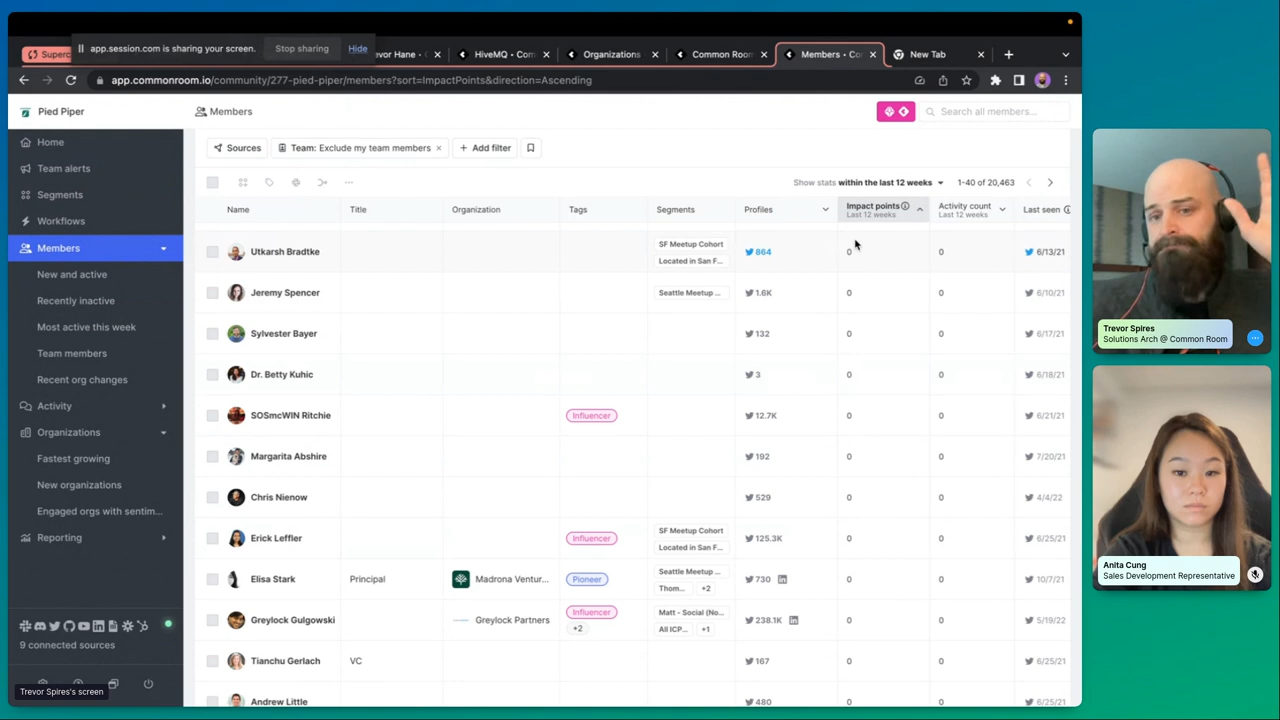 Superc
app.session.com is sharing your screen.
Stop sharing
Hide
evor Hane -
HiveMQ - Com
Organizations
Common Room
Members - Co
New Tab
app.commonroom.io/community/277-pied-piper/members?sort=ImpactPoints&direction=Ascending
Pied Piper
Members
Search all members...
Home
Team alerts
Segments
Workflows
Members
New and active
Recently inactive
Most active this week
Team members
Recent org changes
Activity
Organizations
Fastest growing
New organizations
Engaged orgs with sentim...
Reporting
9 connected sources
Trevor Spires's screen
Sources
Team: Exclude my team members
Add filter
Show stats within the last 12 weeks
1-40 of 20,463
Name Title Organization Tags Segments Profiles Impact points Activity count Last seen
Last 12 weeks Last 12 weeks
Utkarsh Bradtke SF Meetup Cohort 864 0 0 6/13/21
Located in San F...
Jeremy Spencer Seattle Meetup ... 1.6K 0 0 6/10/21
Sylvester Bayer 132 0 0 6/17/21
Dr. Betty Kuhic 3 0 0 6/18/21
SOSmcWIN Ritchie Influencer 12.7K 0 0 6/21/21
Margarita Abshire 192 0 0 7/20/21
Chris Nienow 529 0 0 4/4/22
Erick Leffler Influencer SF Meetup Cohort 125.3K 0 0 6/25/21
Located in San F...
Elisa Stark Principal Madrona Ventur... Pioneer Seattle Meetup ... 730 0 0 10/7/21
Thom... +2
Greylock Gulgowski Greylock Partners Influencer +2 Matt - Social (No... 238.1K 0 0 5/19/22
All ICP... +1
Tianchu Gerlach VC 167 0 0 6/25/21
Andrew Little 480 0 0 6/25/21
Trevor Spires
Solutions Arch @ Common Room
Anita Cung
Sales Development Representative